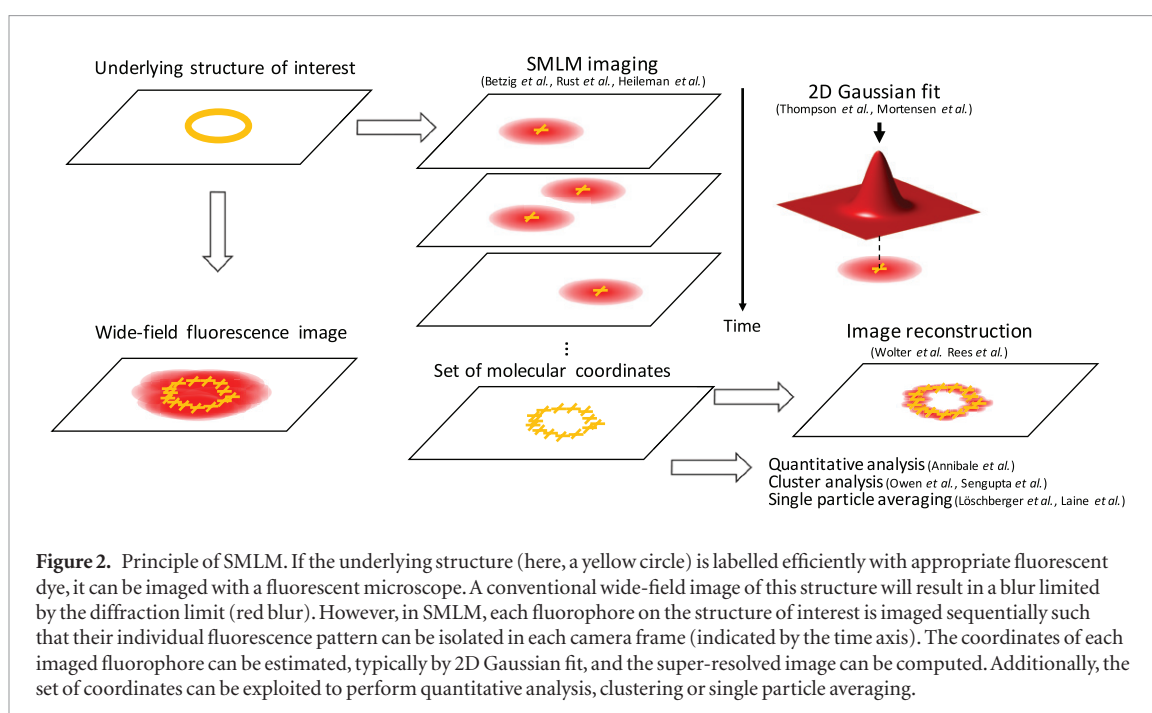 Underlying structure of interest
SMLM imaging
(Betzig et al., Rust et al., Heileman et al.)
2D Gaussian fit
(Thompson et al., Mortensen et al.)
Time
Wide-field fluorescence image
Set of molecular coordinates
Image reconstruction
(Wolter et al. Rees et al.)
Quantitative analysis (Annibale et al.)
Cluster analysis (Owen et al., Sengupta et al.)
Single particle averaging (Löschberger et al., Laine et al.)
Figure 2. Principle of SMLM. If the underlying structure (here, a yellow circle) is labelled efficiently with appropriate fluorescent
dye, it can be imaged with a fluorescent microscope. A conventional wide-field image of this structure will result in a blur limited
by the diffraction limit (red blur). However, in SMLM, each fluorophore on the structure of interest is imaged sequentially such
that their individual fluorescence pattern can be isolated in each camera frame (indicated by the time axis). The coordinates of each
imaged fluorophore can be estimated, typically by 2D Gaussian fit, and the super-resolved image can be computed. Additionally, the
set of coordinates can be exploited to perform quantitative analysis, clustering or single particle averaging.